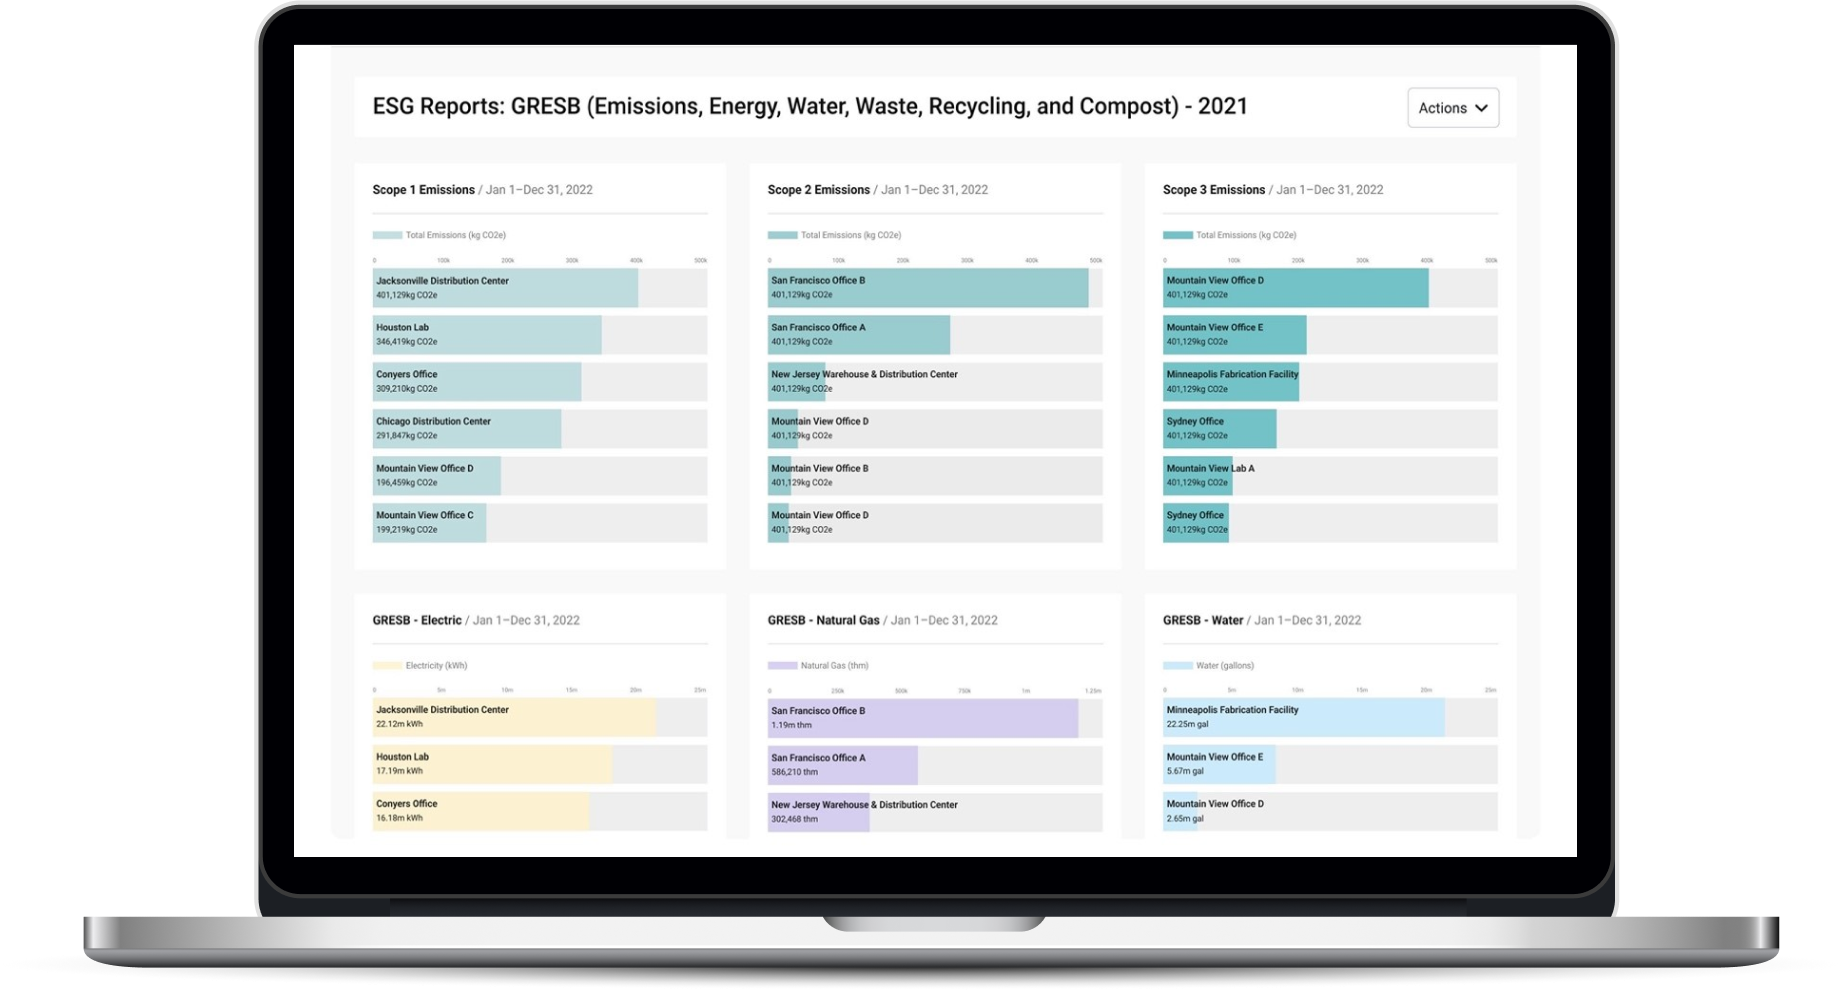 ESG Reports: GRESB (Emissions, Energy, Water, Waste, Recycling, and Compost) - 2021
Actions
Scope 1 Emissions / Jan 1–Dec 31, 2022
Total Emissions (kg CO2e)
0 100k 200k 300k 400k 500k
Jacksonville Distribution Center
401,129kg CO2e
Houston Lab
346,419kg CO2e
Conyers Office
309,210kg CO2e
Chicago Distribution Center
291,847kg CO2e
Mountain View Office D
196,459kg CO2e
Mountain View Office C
199,219kg CO2e
Scope 2 Emissions / Jan 1–Dec 31, 2022
Total Emissions (kg CO2e)
0 100k 200k 300k 400k 500k
San Francisco Office B
401,129kg CO2e
San Francisco Office A
401,129kg CO2e
New Jersey Warehouse & Distribution Center
401,129kg CO2e
Mountain View Office D
401,129kg CO2e
Mountain View Office B
401,129kg CO2e
Mountain View Office D
401,129kg CO2e
Scope 3 Emissions / Jan 1–Dec 31, 2022
Total Emissions (kg CO2e)
0 100k 200k 300k 400k 500k
Mountain View Office D
401,129kg CO2e
Mountain View Office E
401,129kg CO2e
Minneapolis Fabrication Facility
401,129kg CO2e
Sydney Office
401,129kg CO2e
Mountain View Lab A
401,129kg CO2e
Sydney Office
401,129kg CO2e
GRESB - Electric / Jan 1–Dec 31, 2022
Electricity (kWh)
0 5m 10m 15m 20m 25m
Jacksonville Distribution Center
22.12m kWh
Houston Lab
17.19m kWh
Conyers Office
16.18m kWh
GRESB - Natural Gas / Jan 1–Dec 31, 2022
Natural Gas (thm)
0 250k 500k 750k 1m 1.25m
San Francisco Office B
1.19m thm
San Francisco Office A
586,210 thm
New Jersey Warehouse & Distribution Center
302,468 thm
GRESB - Water / Jan 1–Dec 31, 2022
Water (gallons)
0 5m 10m 15m 20m 25m
Minneapolis Fabrication Facility
22.25m gal
Mountain View Office E
5.67m gal
Mountain View Office D
2.65m gal